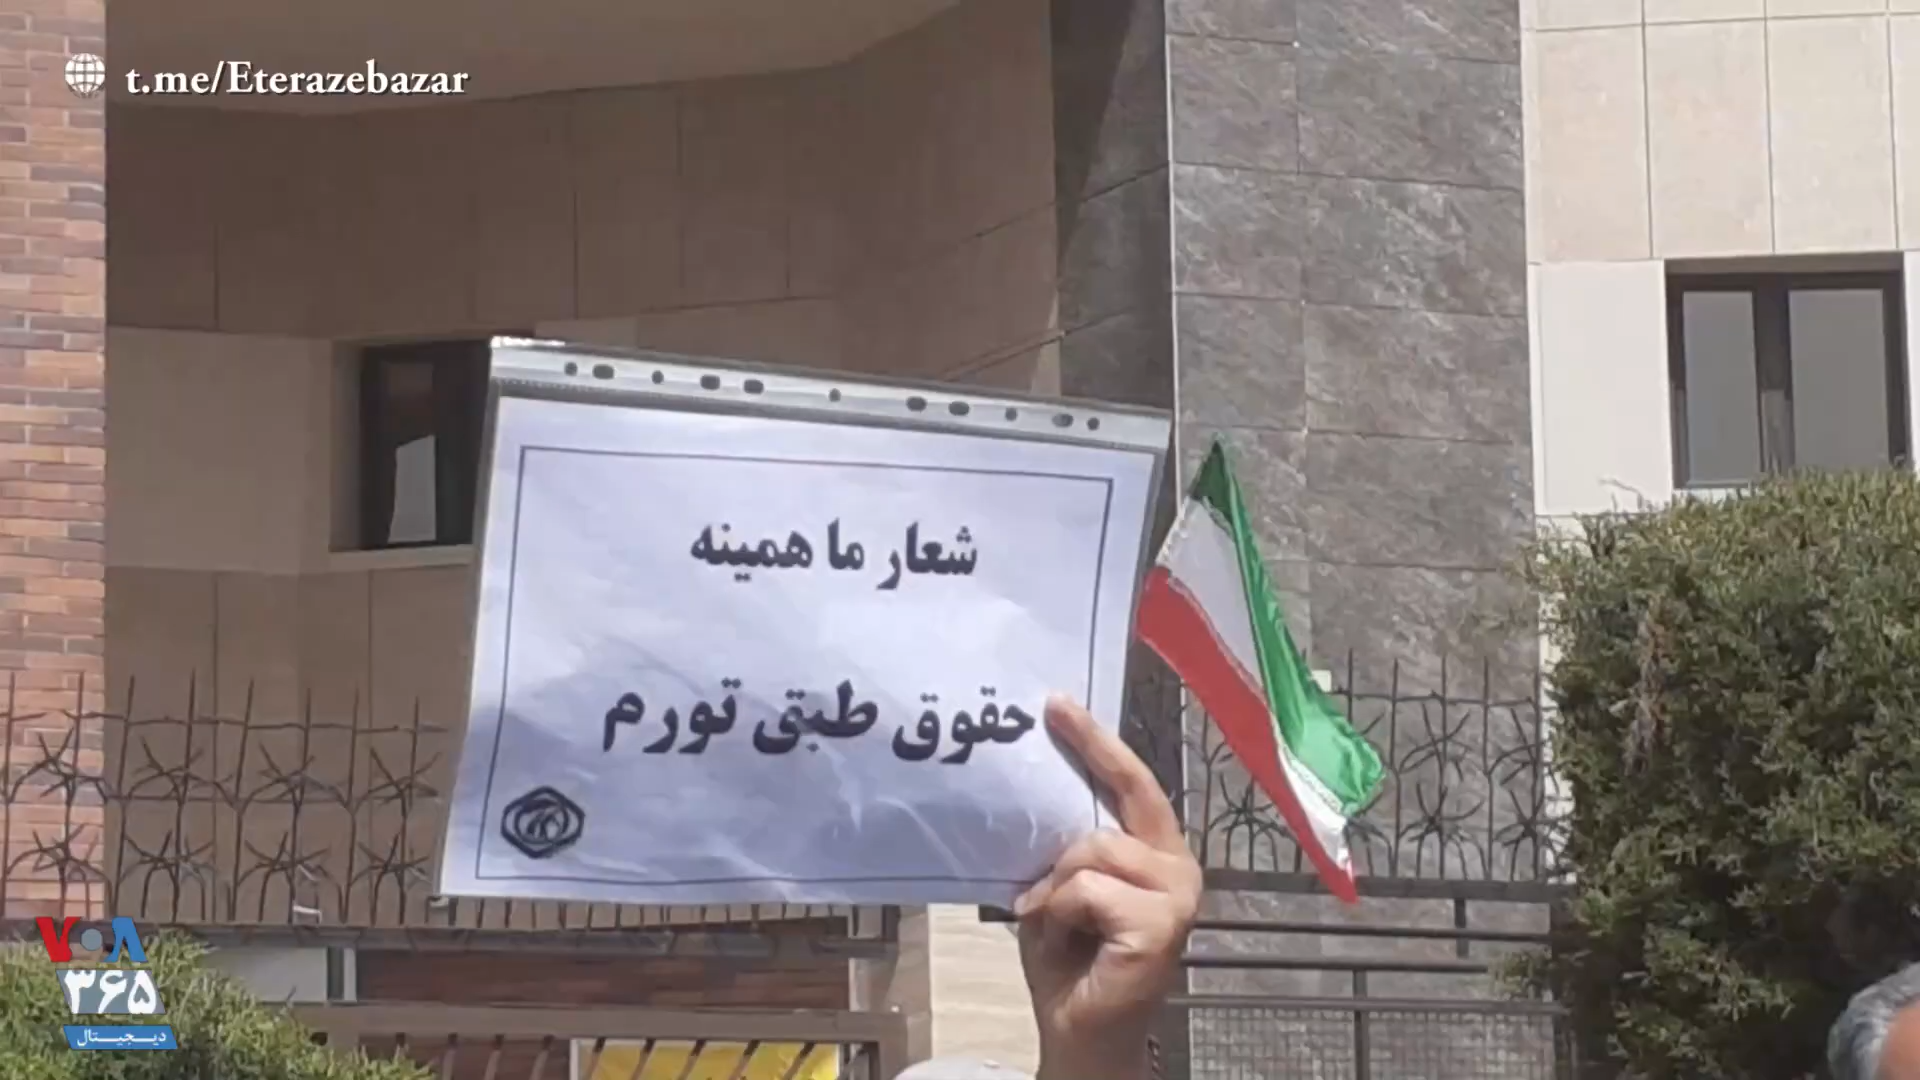 t.me/Eterazebazar
شعار ما همینه
حقوق طبق تورم
VOA
۳۶۵
دیجیتال